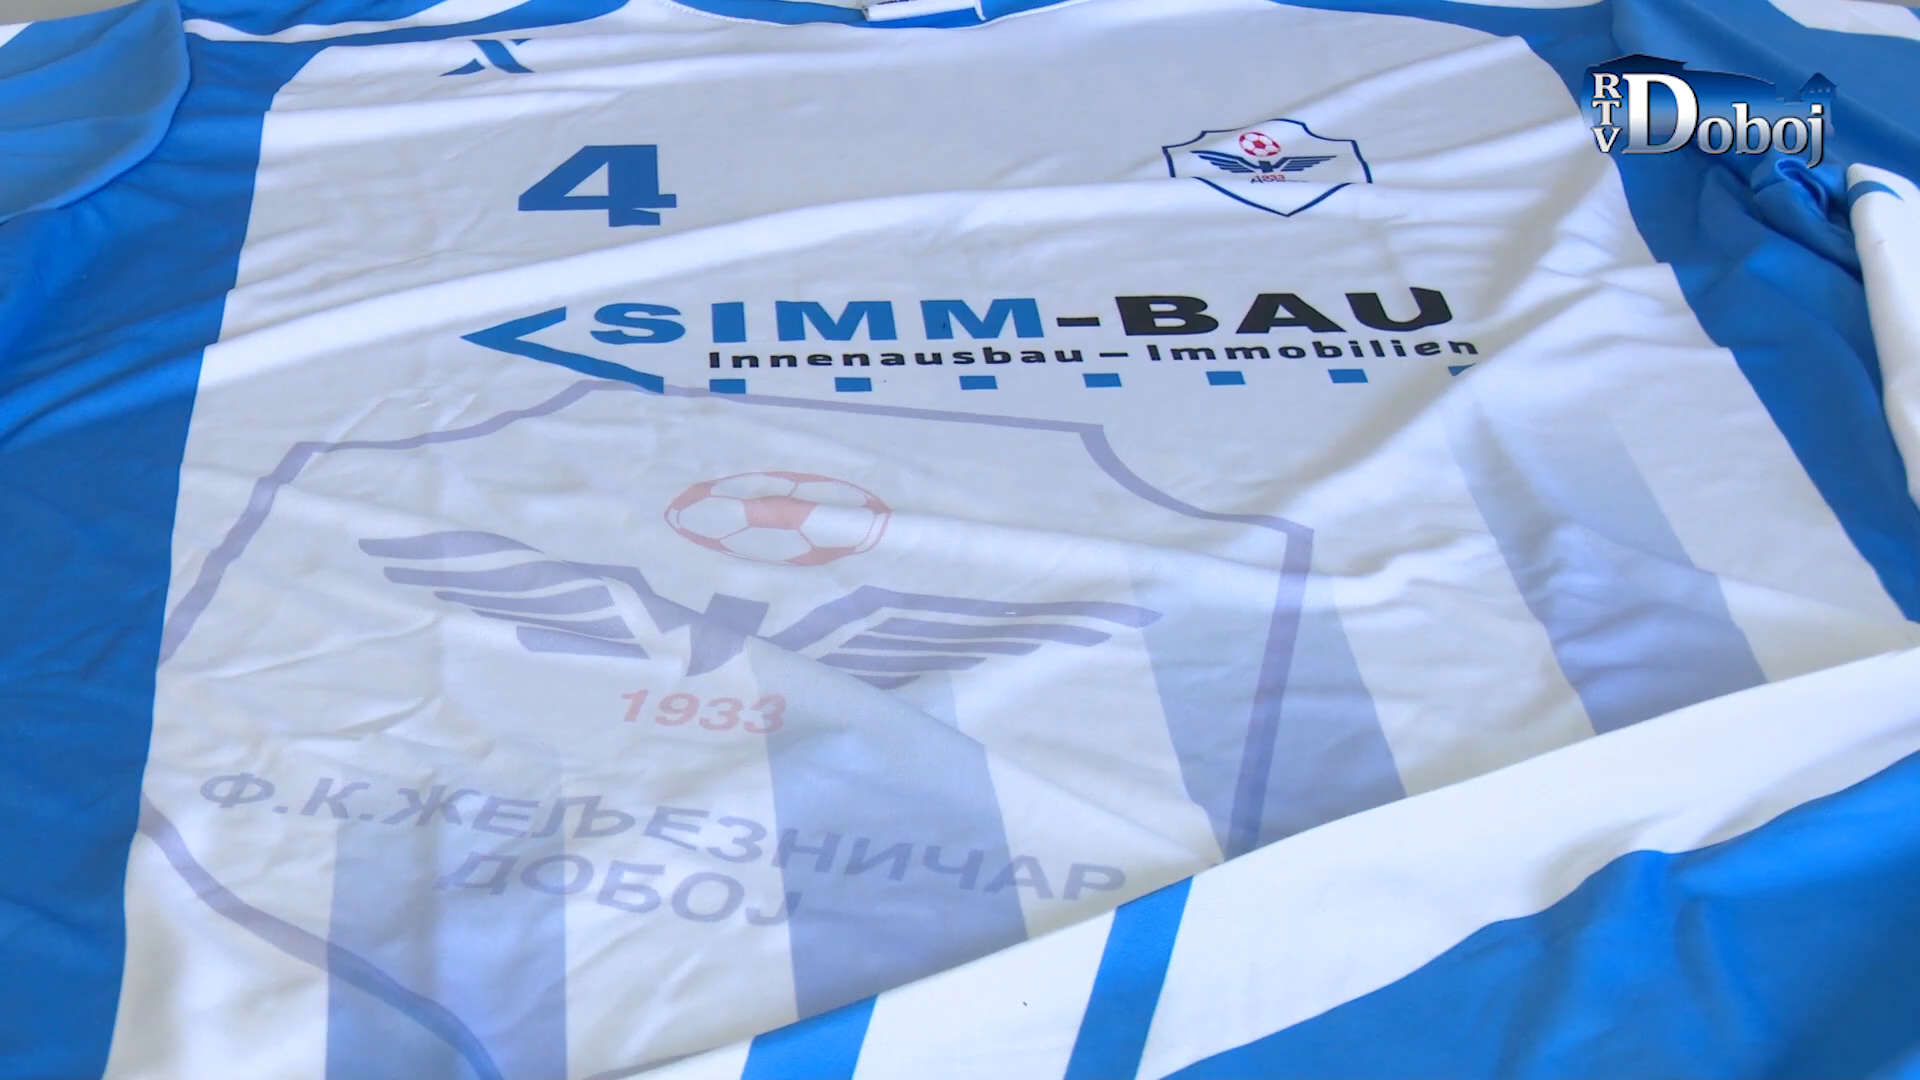 RTV Doboj
4
SIMM-BAU
Innenausbau – Immobilien
1933
Ф.К.ЖЕЉЕЗНИЧАР
ДОБОЈ